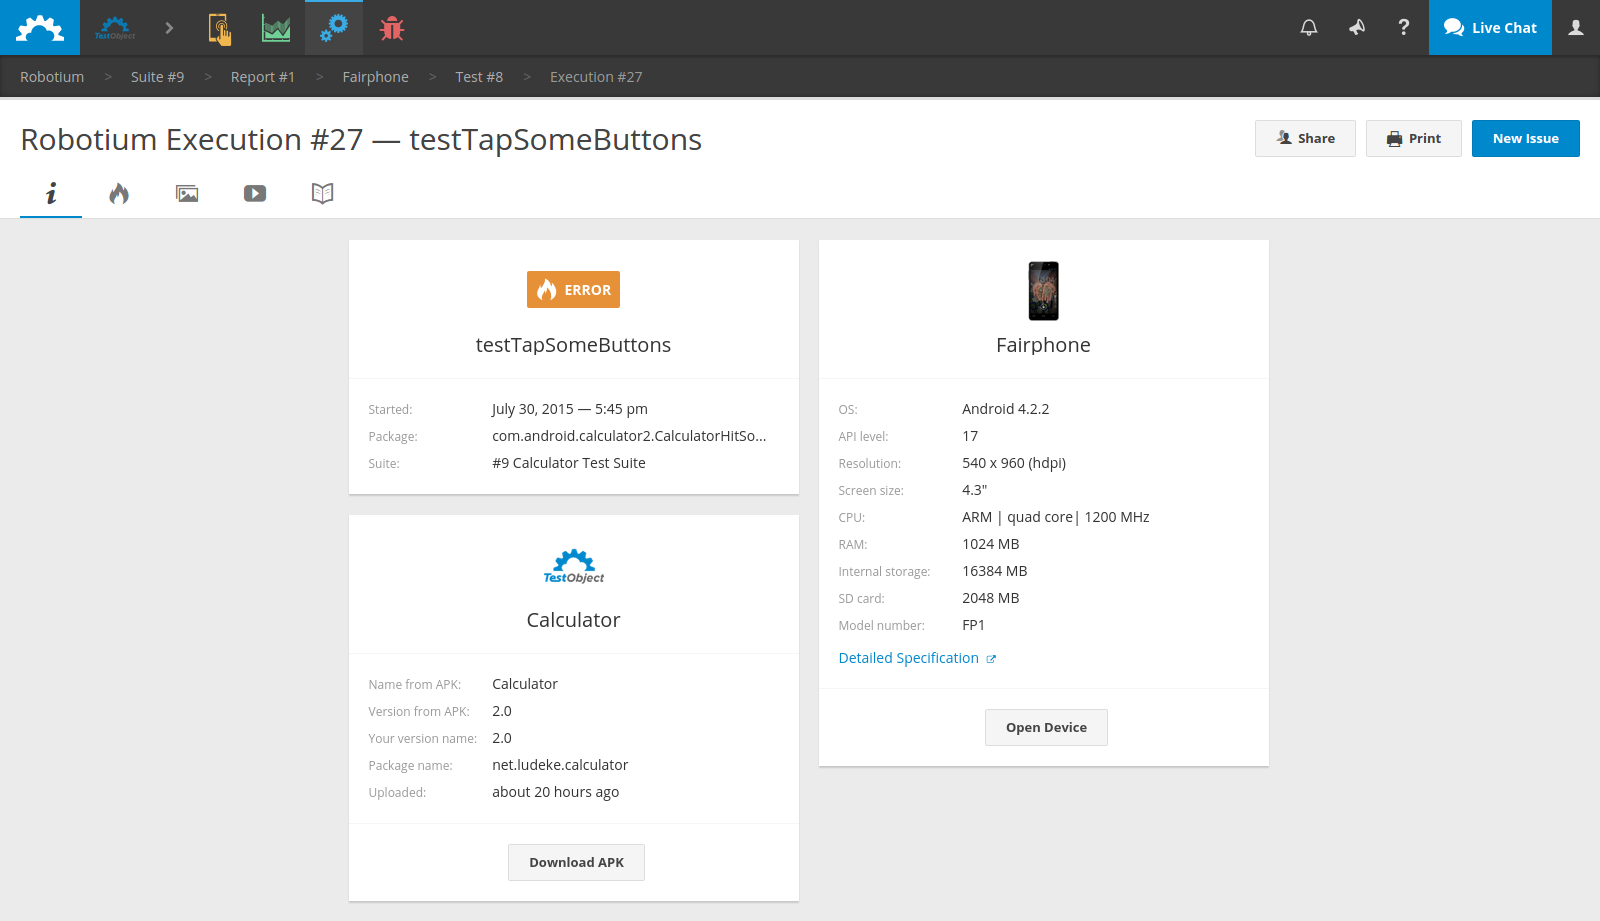 TestObject
?
Live Chat
Robotium > Suite #9 > Report #1 > Fairphone > Test #8 > Execution #27
Robotium Execution #27 — testTapSomeButtons
Share
Print
New Issue
ERROR
testTapSomeButtons
Started: July 30, 2015 — 5:45 pm
Package: com.android.calculator2.CalculatorHitSo...
Suite: #9 Calculator Test Suite
TestObject
Calculator
Name from APK: Calculator
Version from APK: 2.0
Your version name: 2.0
Package name: net.ludeke.calculator
Uploaded: about 20 hours ago
Download APK
Fairphone
OS: Android 4.2.2
API level: 17
Resolution: 540 x 960 (hdpi)
Screen size: 4.3"
CPU: ARM | quad core| 1200 MHz
RAM: 1024 MB
Internal storage: 16384 MB
SD card: 2048 MB
Model number: FP1
Detailed Specification
Open Device